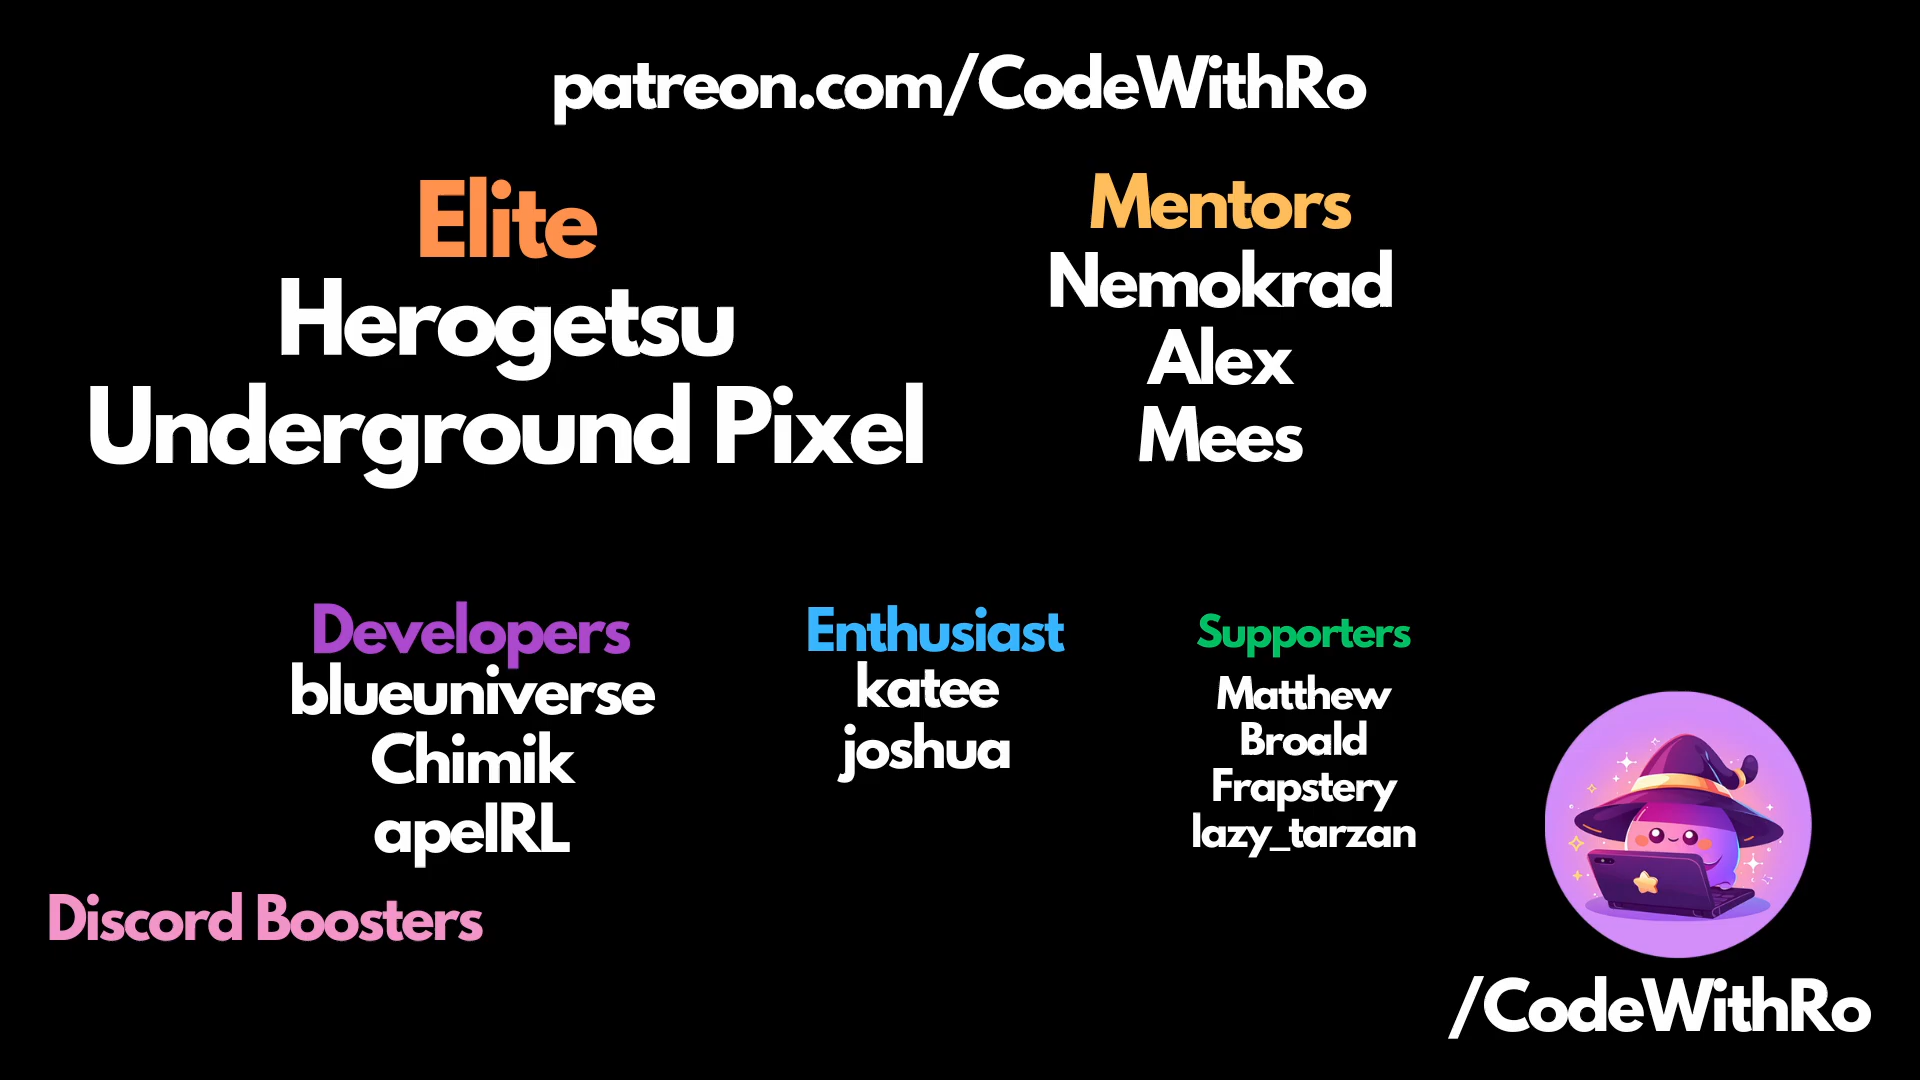 patreon.com/CodeWithRo
Elite
Herogetsu
Underground Pixel
Mentors
Nemokrad
Alex
Mees
Developers
blueuniverse
Chimik
apelRL
Enthusiast
katee
joshua
Supporters
Matthew
Broald
Frapstery
lazy_tarzan
Discord Boosters
/CodeWithRo